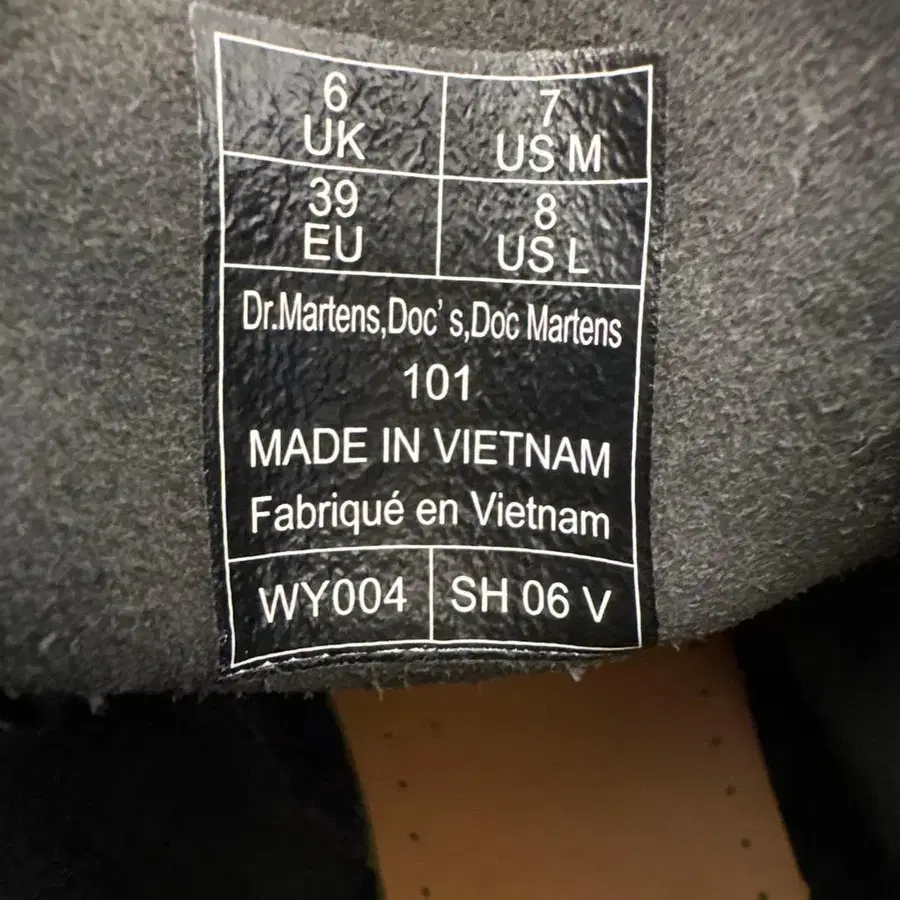 6
UK
7
US M
39
EU
8
US L
Dr.Martens,Doc's,Doc Martens
101
MADE IN VIETNAM
Fabriqué en Vietnam
WY004
SH 06 V